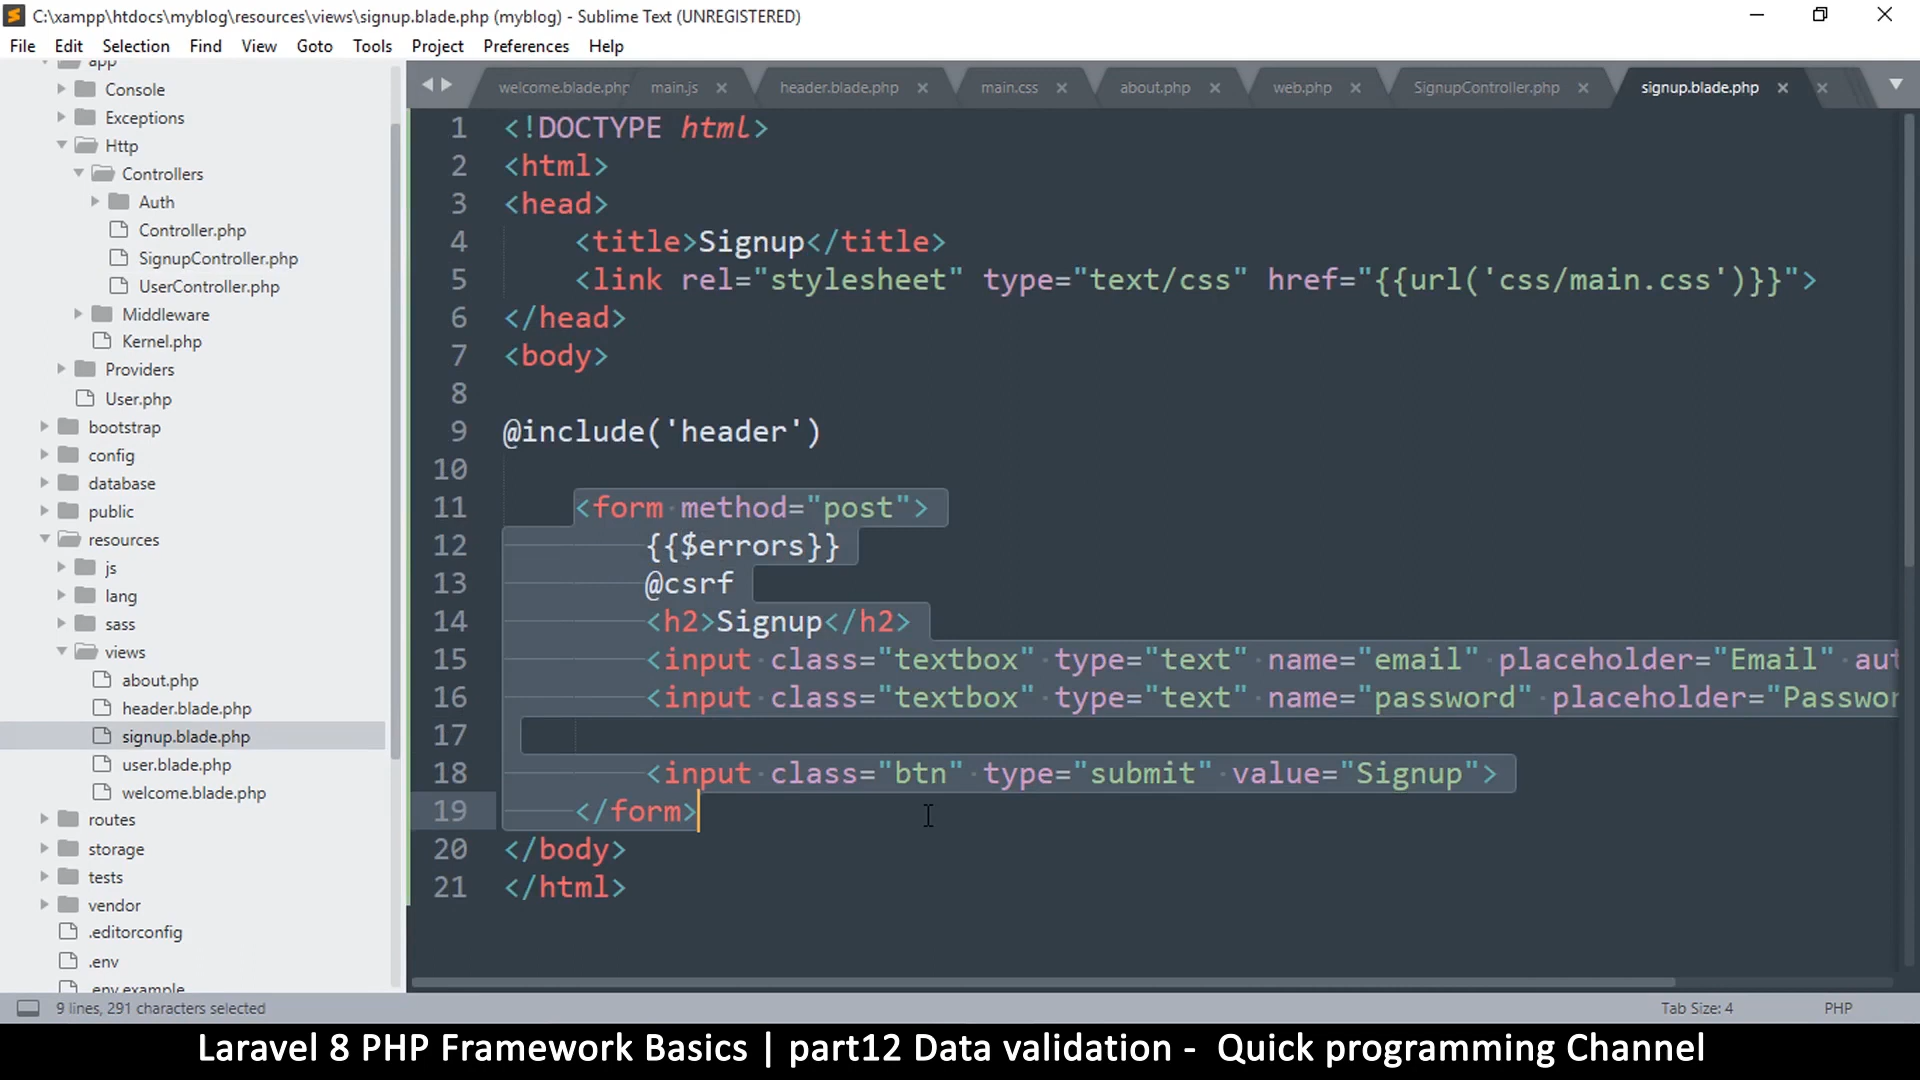 C:\xampp\htdocs\myblog\resources\views\signup.blade.php (myblog) - Sublime Text (UNREGISTERED)
File Edit Selection Find View Goto Tools Project Preferences Help
app
Console
Exceptions
Http
Controllers
Auth
Controller.php
SignupController.php
UserController.php
Middleware
Kernel.php
Providers
User.php
bootstrap
config
database
public
resources
js
lang
sass
views
about.php
header.blade.php
signup.blade.php
user.blade.php
welcome.blade.php
routes
storage
tests
vendor
.editorconfig
.env
.env.example
welcome.blade.php main.js header.blade.php main.css about.php web.php SignupController.php signup.blade.php
1 <!DOCTYPE html>
2 <html>
3 <head>
4 <title>Signup</title>
5 <link rel="stylesheet" type="text/css" href="{{url('css/main.css')}}">
6 </head>
7 <body>
8
9 @include('header')
10
11 <form method="post">
12 {{$errors}}
13 @csrf
14 <h2>Signup</h2>
15 <input class="textbox" type="text" name="email" placeholder="Email" aut
16 <input class="textbox" type="text" name="password" placeholder="Passwor
17
18 <input class="btn" type="submit" value="Signup">
19 </form>
20 </body>
21 </html>
9 lines, 291 characters selected
Tab Size: 4 PHP
Laravel 8 PHP Framework Basics | part12 Data validation - Quick programming Channel